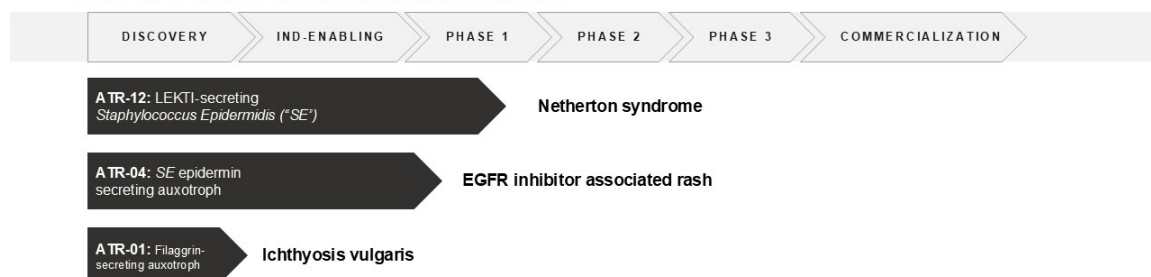 DISCOVERY IND-ENABLING PHASE 1 PHASE 2 PHASE 3 COMMERCIALIZATION
ATR-12: LEKTI-secreting
Staphylococcus Epidermidis ("SE")
Netherton syndrome
ATR-04: SE epidermin
secreting auxotroph
EGFR inhibitor associated rash
ATR-01: Filaggrin-
secreting auxotroph
Ichthyosis vulgaris